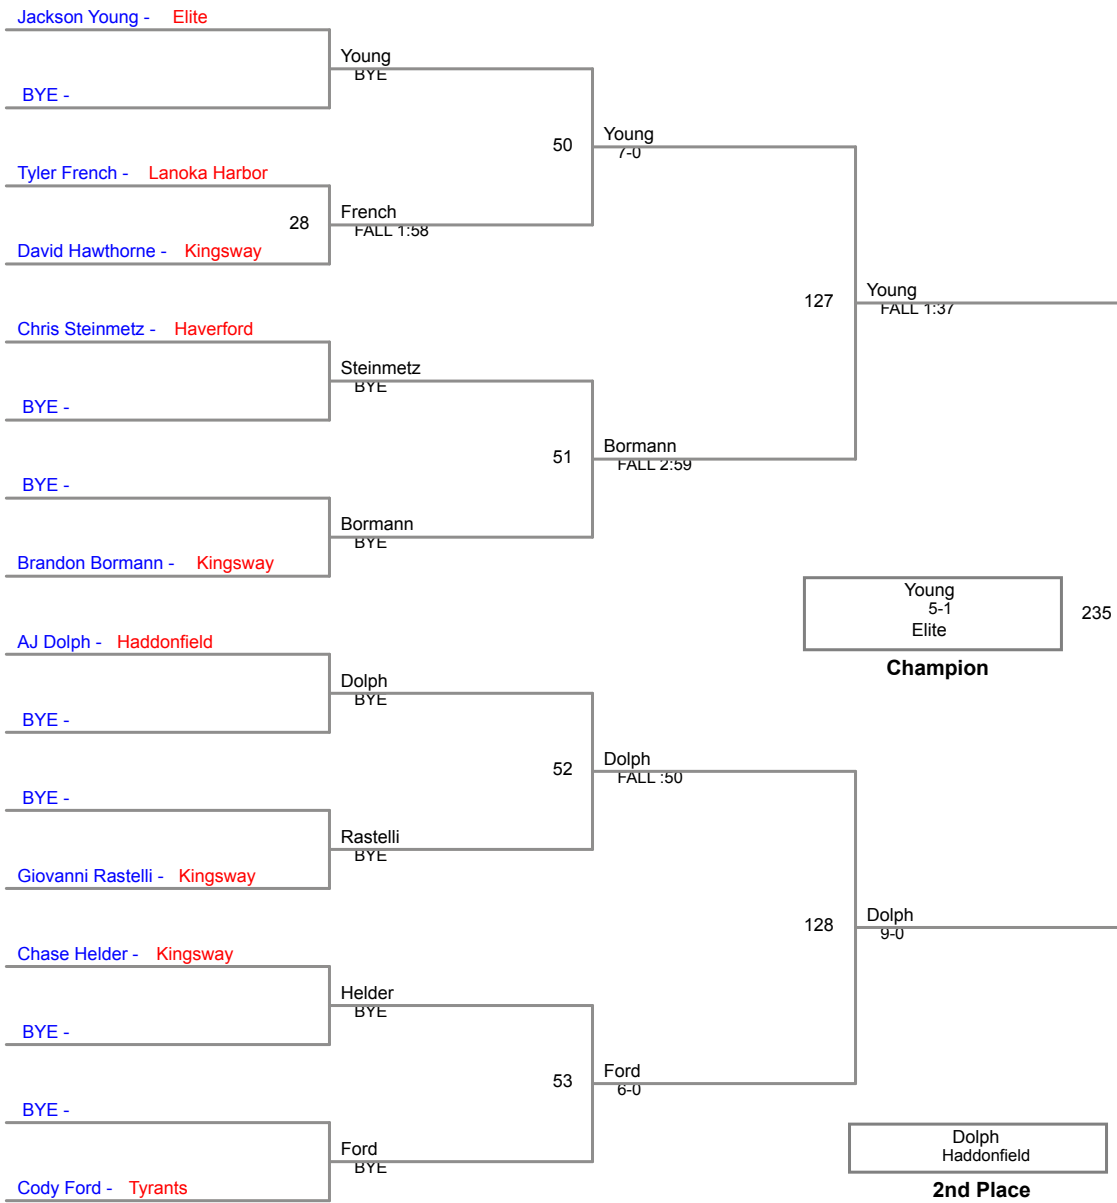 Jackson Young - Elite
Young
BYE
BYE -
50
Young
7-0
Tyler French - Lanoka Harbor
28
French
FALL 1:58
David Hawthorne - Kingsway
127
Young
FALL 1:37
Chris Steinmetz - Haverford
Steinmetz
BYE
BYE -
51
Bormann
FALL 2:59
BYE -
Bormann
BYE
Brandon Bormann - Kingsway
Young
5-1
Elite
235
Champion
AJ Dolph - Haddonfield
Dolph
BYE
BYE -
52
Dolph
FALL :50
BYE -
Rastelli
BYE
Giovanni Rastelli - Kingsway
128
Dolph
9-0
Chase Helder - Kingsway
Helder
BYE
BYE -
53
Ford
6-0
BYE -
Ford
BYE
Cody Ford - Tyrants
Dolph
Haddonfield
2nd Place